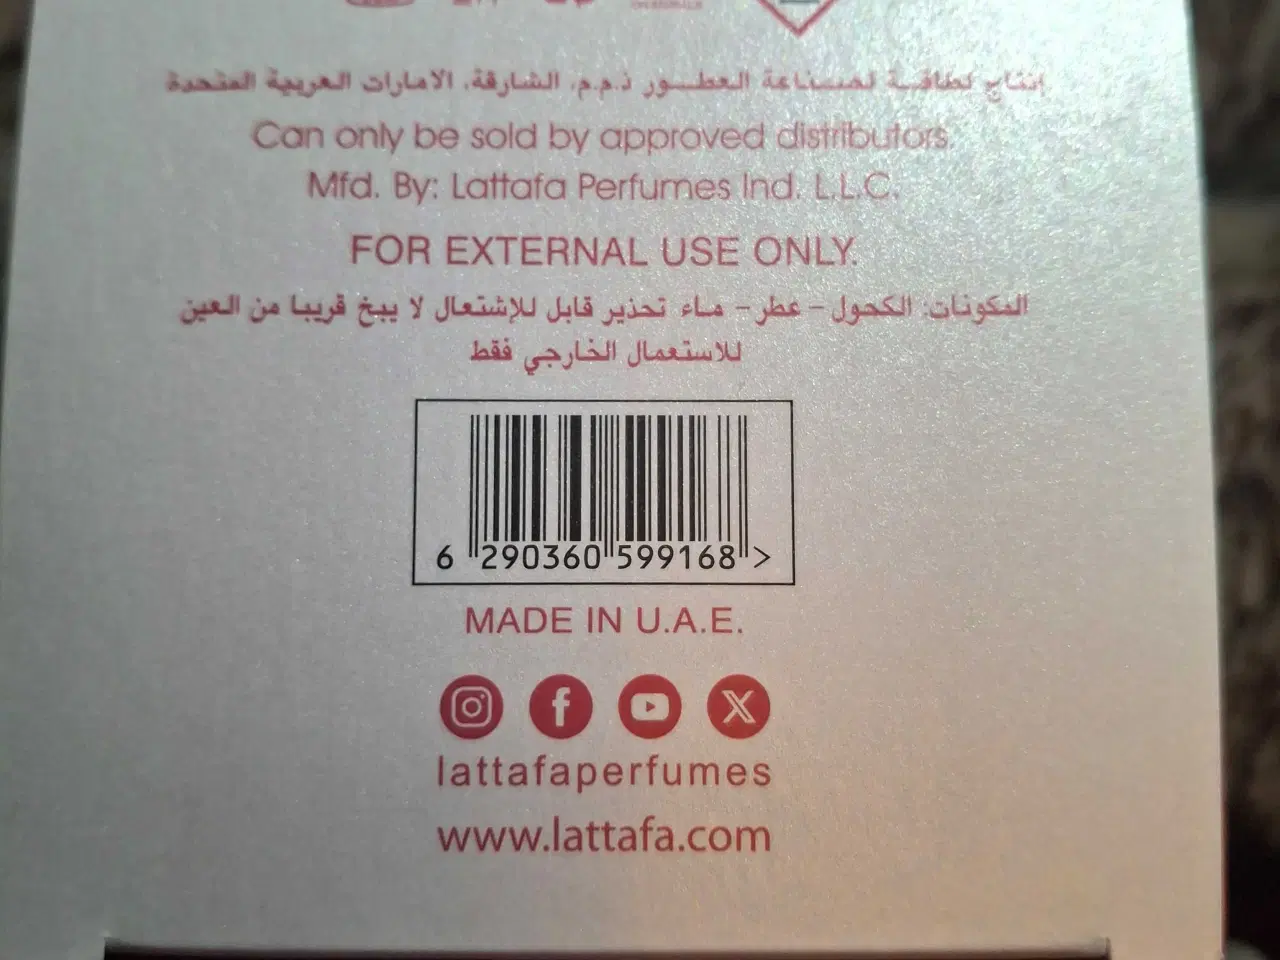 إنتاج لطافة لصناعة العطور ذ.م.م. الشارقة، الامارات العربية المتحدة
Can only be sold by approved distributors.
Mfd. By: Lattafa Perfumes Ind. L.L.C.
FOR EXTERNAL USE ONLY.
المكونات: الكحول - عطر- ماء تحذير قابل للإشتعال لا يبخ قريبا من العين
للاستعمال الخارجي فقط
6 290360 599168 >
MADE IN U.A.E.
lattafaperfumes
www.lattafa.com